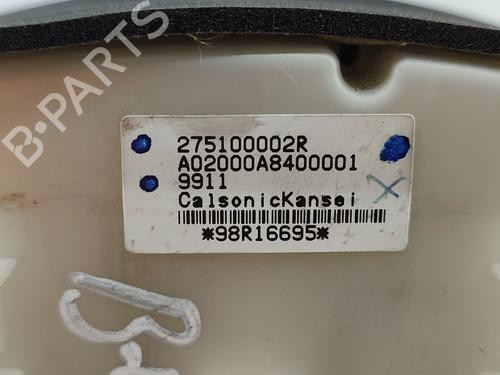 B-PARTS
275100002R
A02000A8400001
9911
CalsonicKansei
*98R16695*